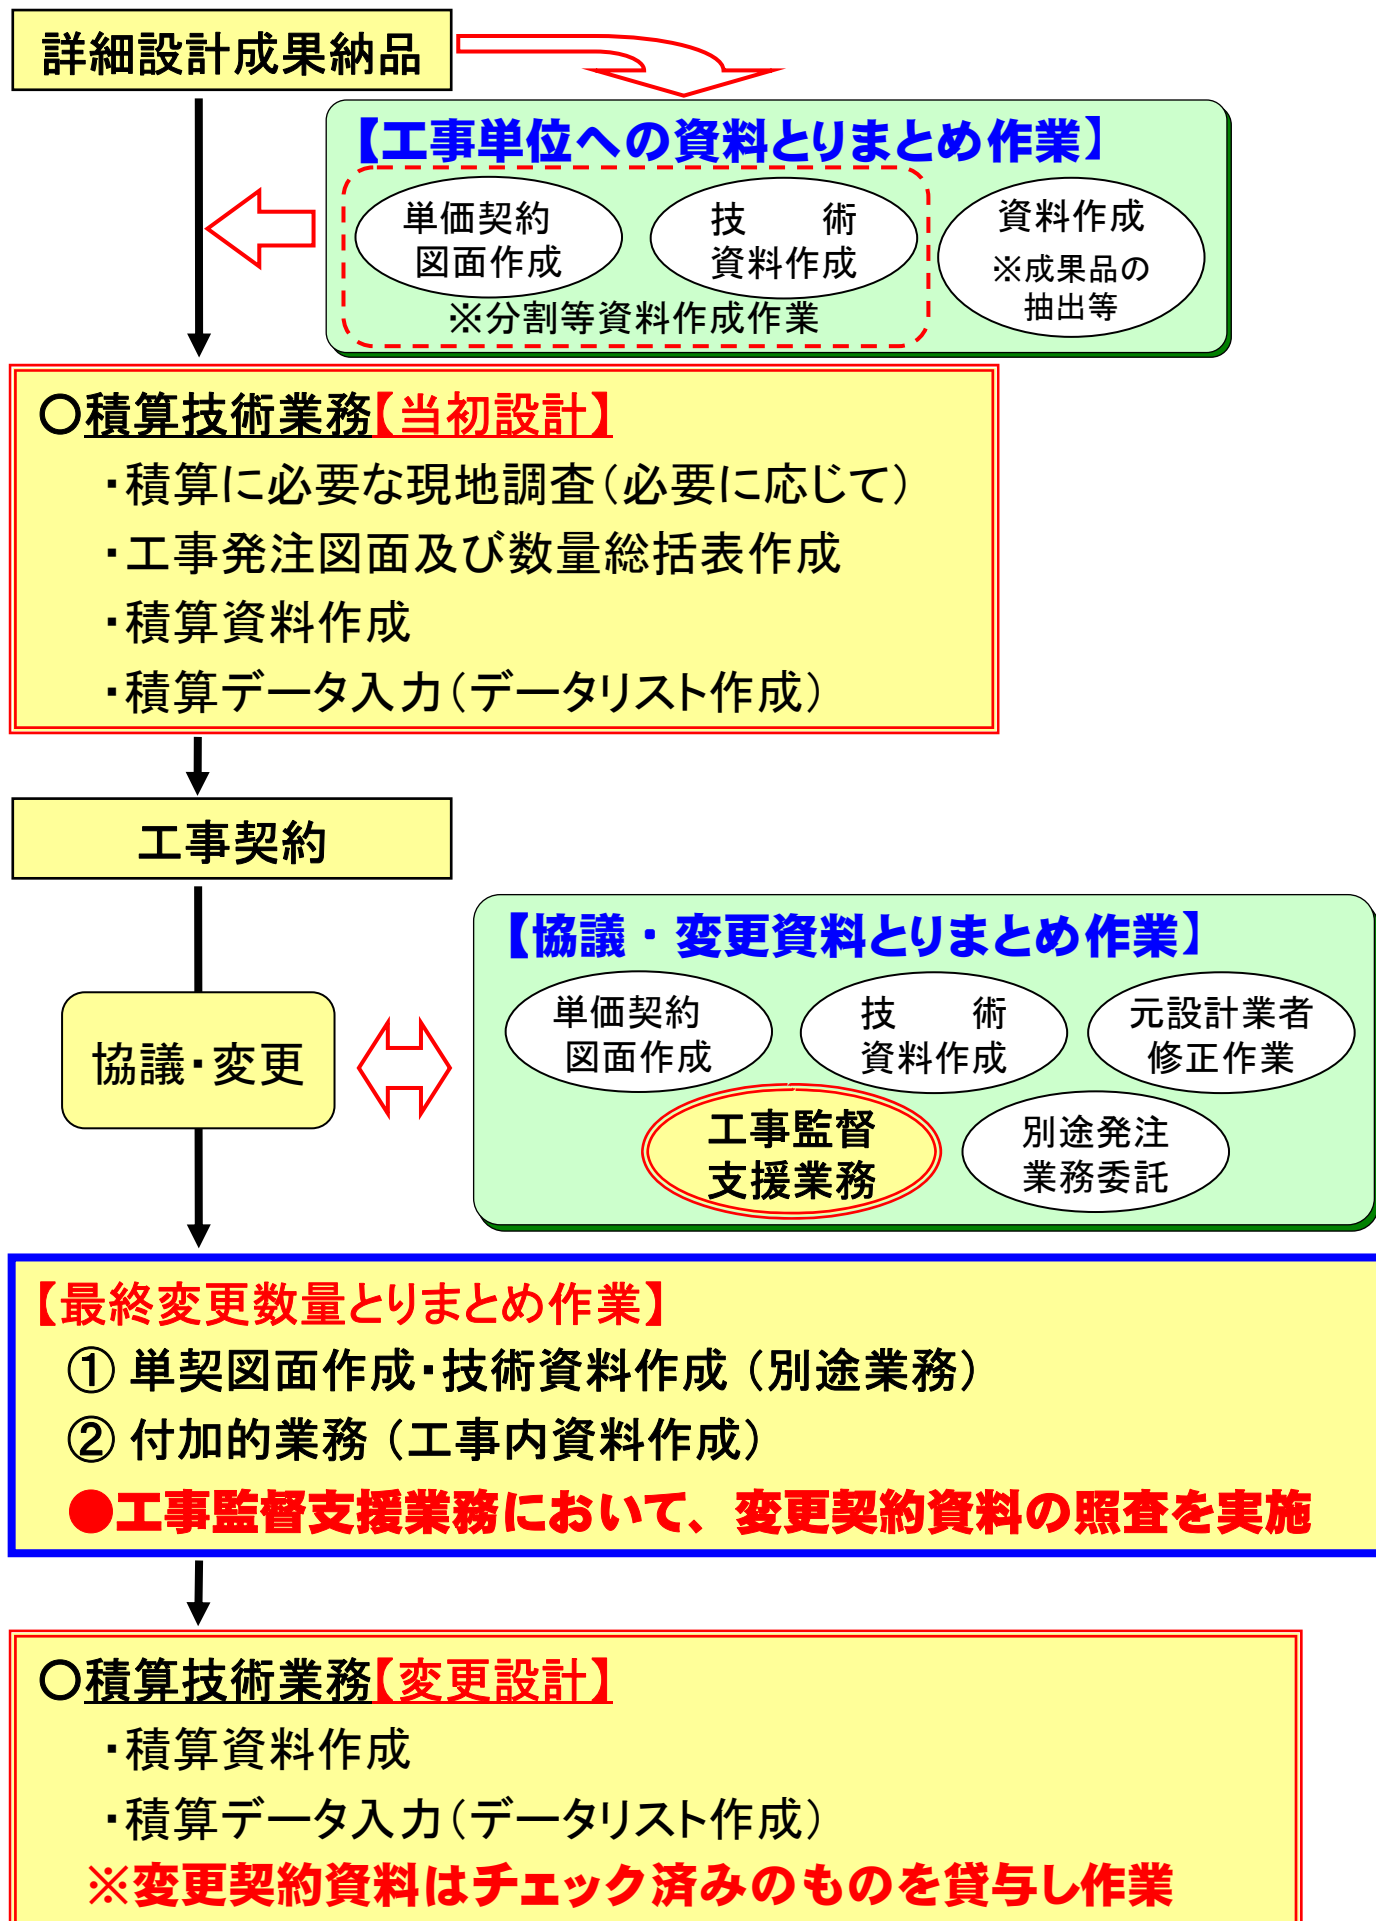 詳細設計成果納品
【工事単位への資料とりまとめ作業】
単価契約
図面作成
技　　術
資料作成
※分割等資料作成作業
資料作成
※成果品の
抽出等
○積算技術業務【当初設計】
・積算に必要な現地調査（必要に応じて）
・工事発注図面及び数量総括表作成
・積算資料作成
・積算データ入力（データリスト作成）
工事契約
協議・変更
【協議・変更資料とりまとめ作業】
単価契約
図面作成
技　　術
資料作成
元設計業者
修正作業
工事監督
支援業務
別途発注
業務委託
【最終変更数量とりまとめ作業】
① 単契図面作成・技術資料作成（別途業務）
② 付加的業務（工事内資料作成）
●工事監督支援業務において、変更契約資料の照査を実施
○積算技術業務【変更設計】
・積算資料作成
・積算データ入力（データリスト作成）
※変更契約資料はチェック済みのものを貸与し作業